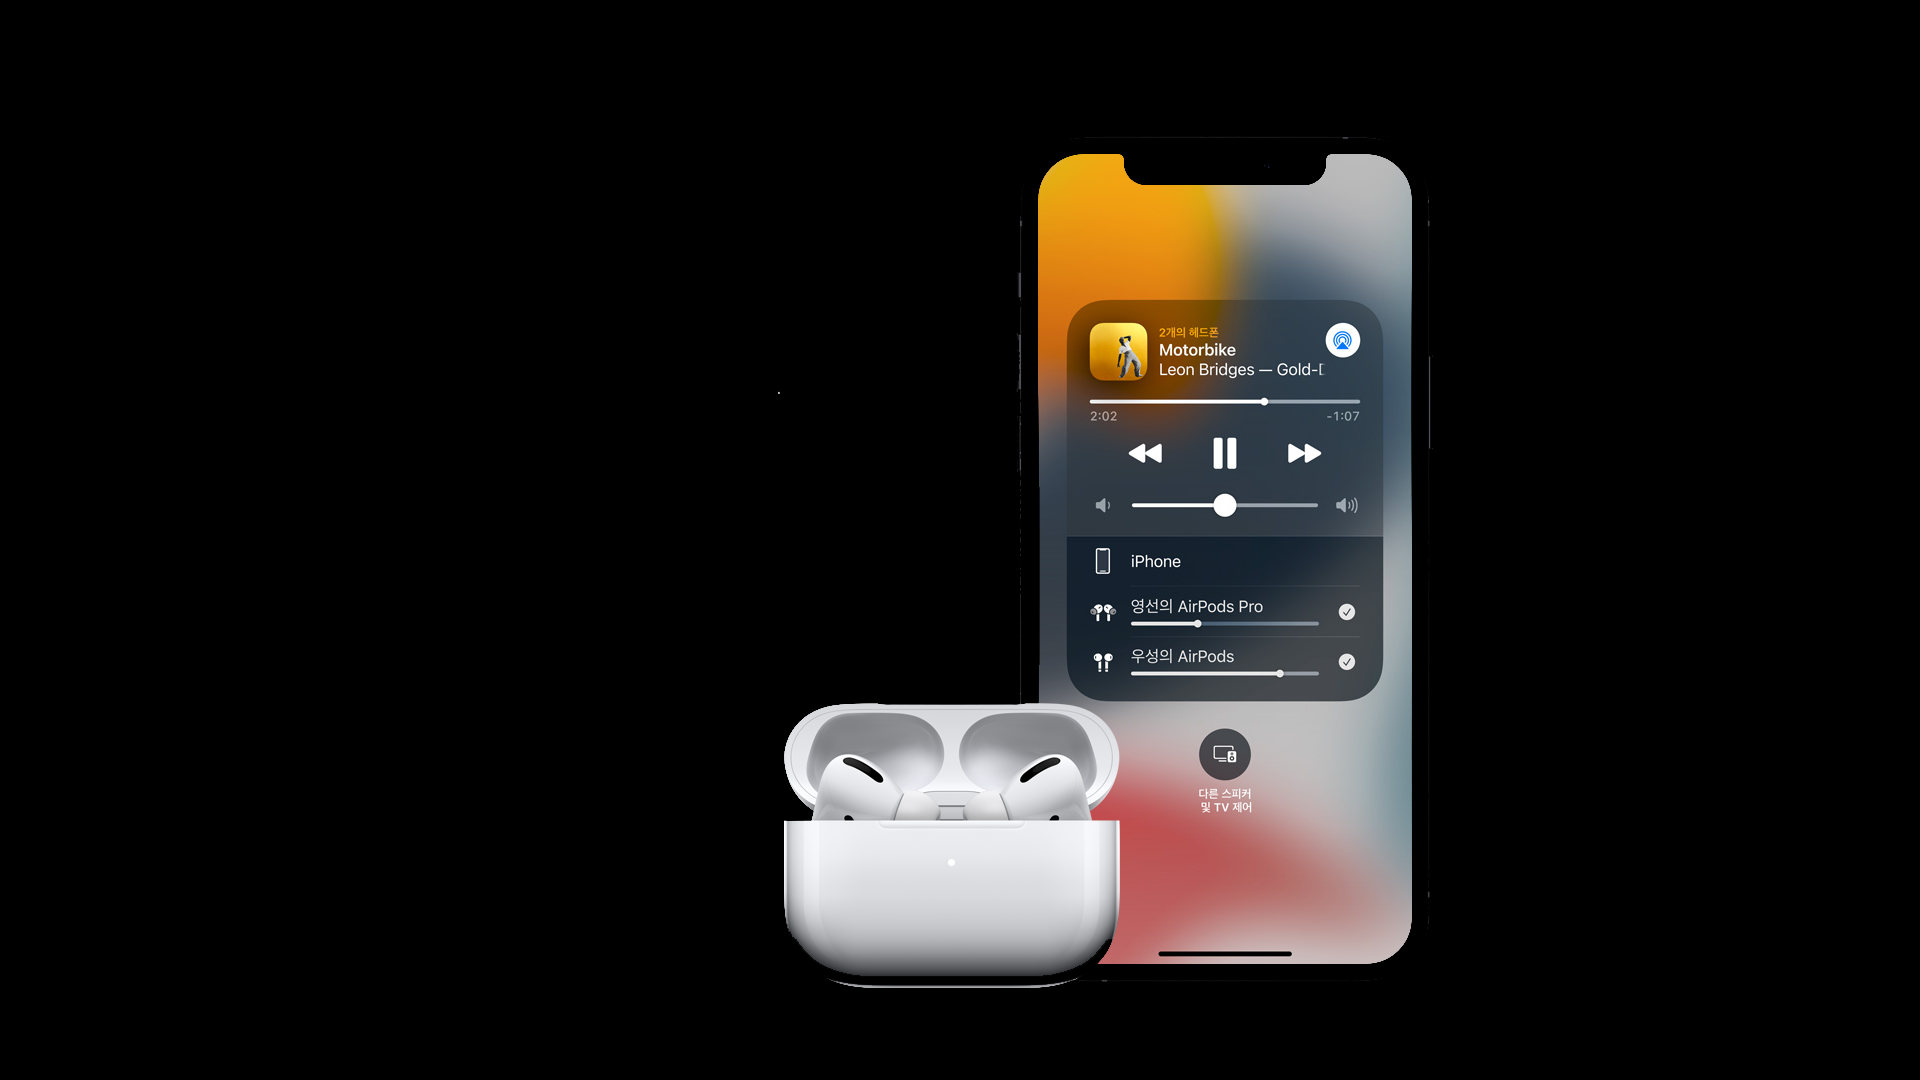 2개의 헤드폰
Motorbike
Leon Bridges — Gold-
2:02 -1:07
iPhone
영선의 AirPods Pro
우성의 AirPods
다른 스피커
및 TV 제어